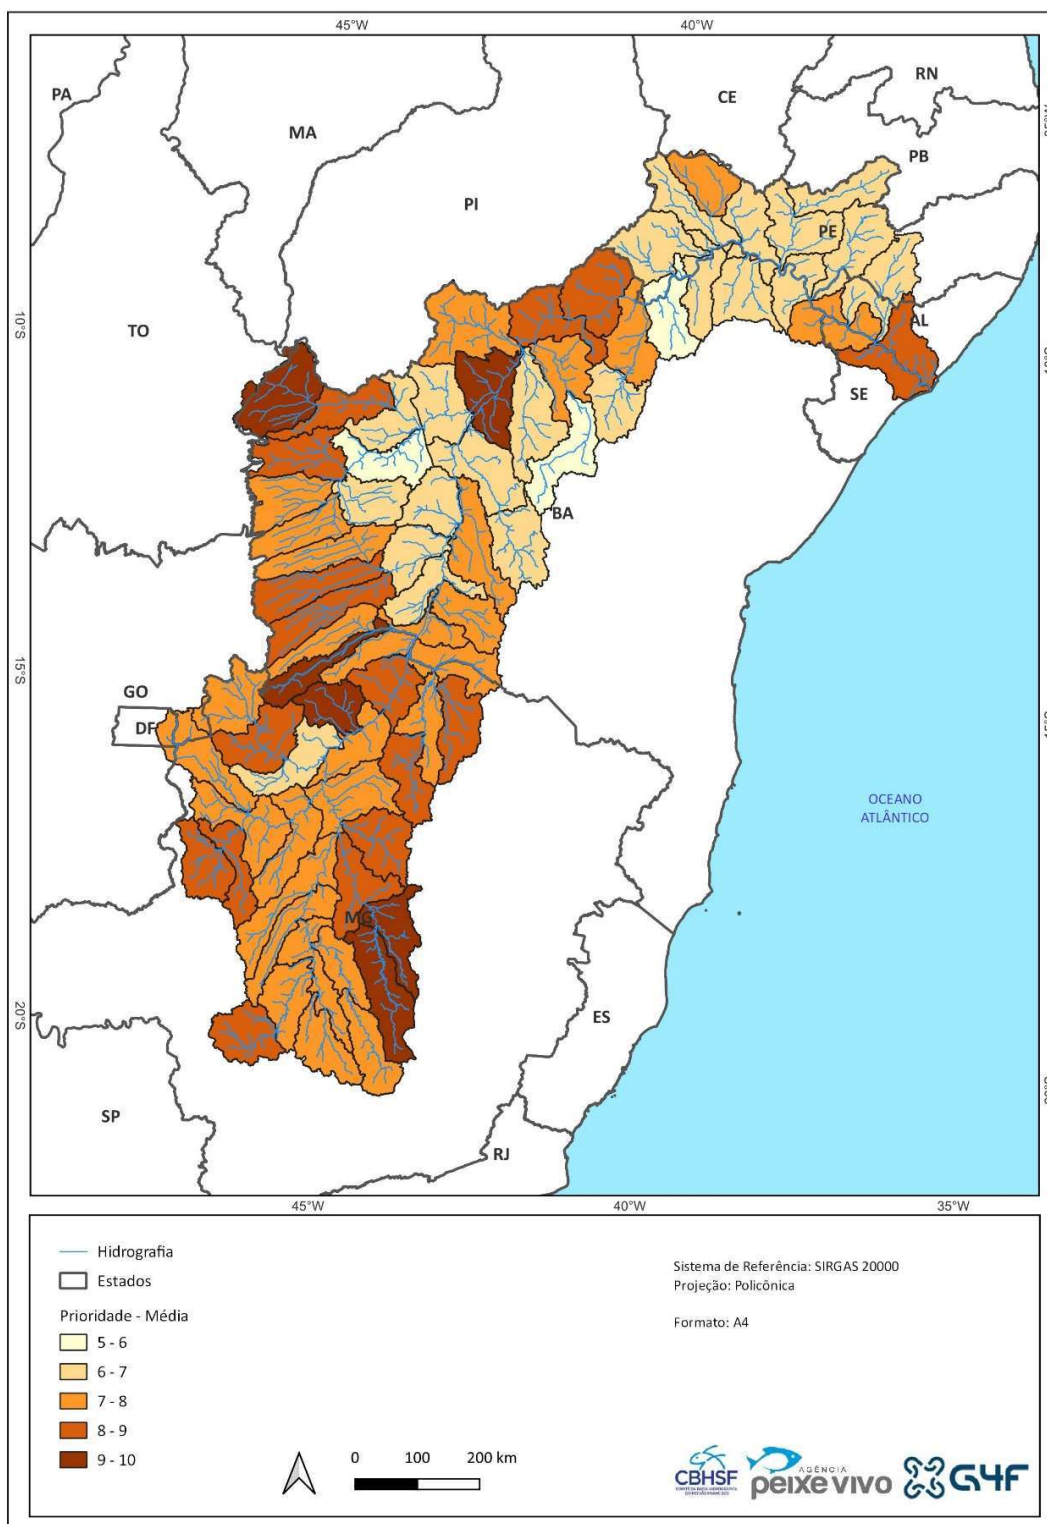 45°W
40°W
PA
MA
CE
RN
PB
PI
PE
TO
10°S
AL
SE
BA
15°S
GO
DF
OCEANO
ATLÂNTICO
MG
20°S
ES
SP
RJ
45°W
40°W
35°W
Hidrografia
Estados
Prioridade - Média
5 - 6
6 - 7
7 - 8
8 - 9
9 - 10
Sistema de Referência: SIRGAS 20000
Projeção: Policônica
Formato: A4
0 100 200 km
CBHSF
AGÊNCIA
peixe vivo
G4F